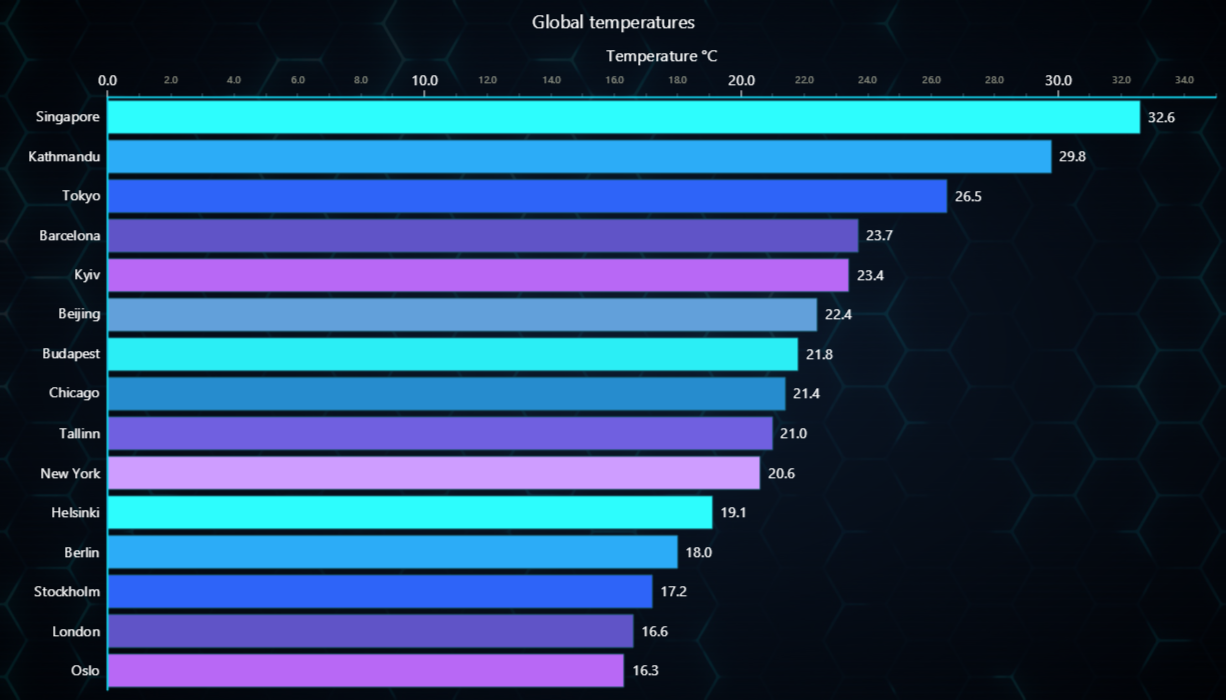 Global temperatures
Temperature °C
0.0 2.0 4.0 6.0 8.0 10.0 12.0 14.0 16.0 18.0 20.0 22.0 24.0 26.0 28.0 30.0 32.0 34.0
Singapore 32.6
Kathmandu 29.8
Tokyo 26.5
Barcelona 23.7
Kyiv 23.4
Beijing 22.4
Budapest 21.8
Chicago 21.4
Tallinn 21.0
New York 20.6
Helsinki 19.1
Berlin 18.0
Stockholm 17.2
London 16.6
Oslo 16.3